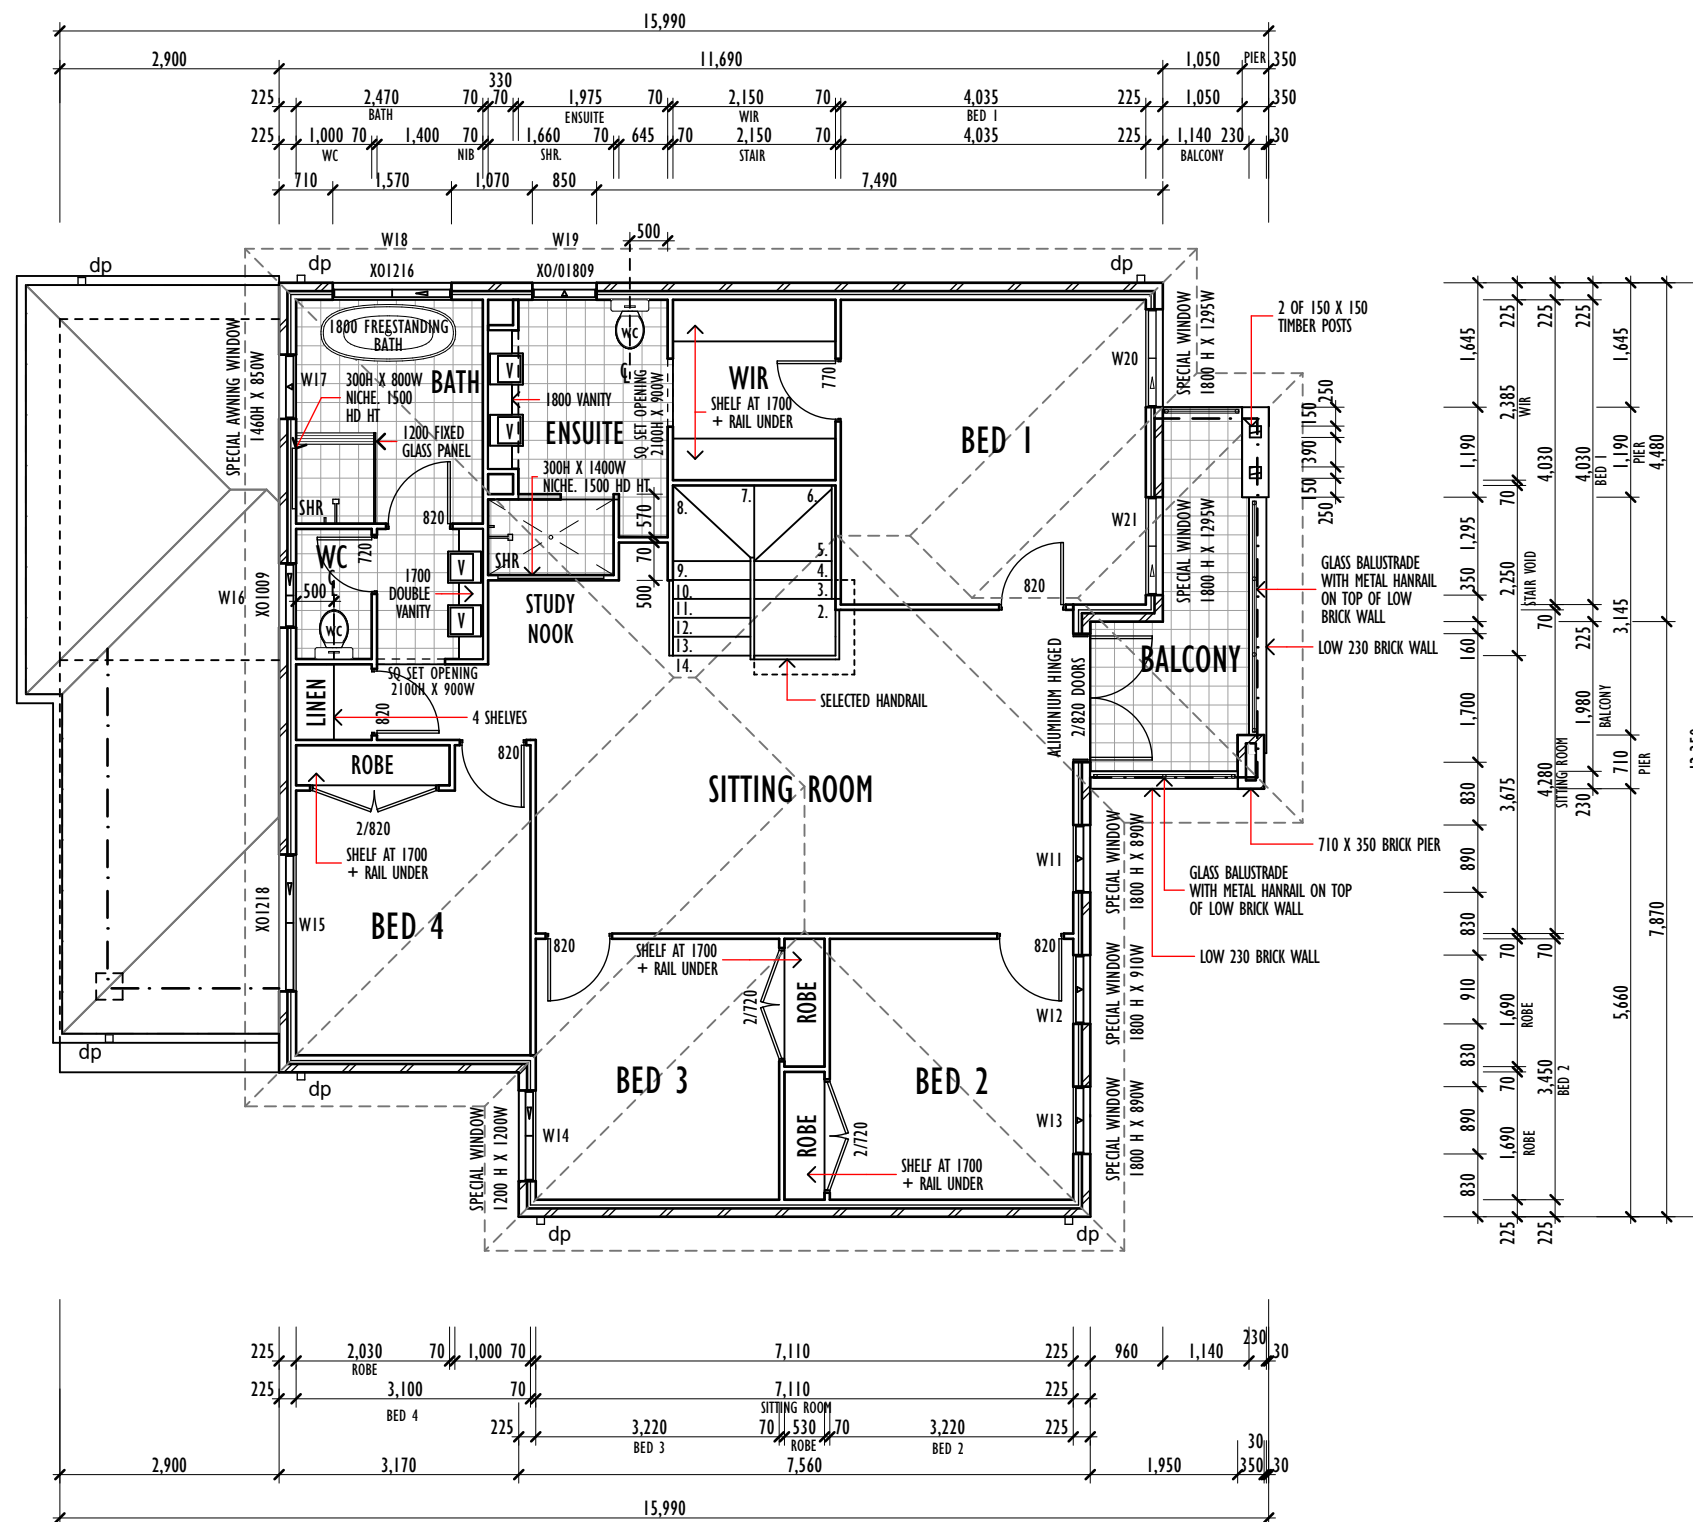 15,990
2,900 11,690 1,050 PIER 350
330
225 2,470 70 70 1,975 70 2,150 70 4,035 225 1,050 350
BATH ENSUITE WIR BED 1
225 1,000 70 1,400 70 1,660 70 645 70 2,150 70 4,035 225 1,140 230 30
WC NIB SHR. STAIR BALCONY
710 1,570 1,070 850 7,490
W18 W19 500
dp dp dp dp
XO1216 XO/01809
SPECIAL AWNING WINDOW
1460H X 850W
1800 FREESTANDING
BATH
W17
300H X 800W
NICHE. 1500
HD HT
BATH
1200 FIXED
GLASS PANEL
SHR
820
V
V
1800 VANITY
ENSUITE
WC
SQ SET OPENING
2100H X 900W
300H X 1400W
NICHE. 1500 HD HT
SHR
570
70
500
WIR
SHELF AT 1700
+ RAIL UNDER
770
BED 1
W20
W21
SPECIAL WINDOW
1800 H X 1295W
SPECIAL WINDOW
1800 H X 1295W
2 OF 150 X 150
TIMBER POSTS
150 250
390
150
250
GLASS BALUSTRADE
WITH METAL HANRAIL
ON TOP OF LOW
BRICK WALL
LOW 230 BRICK WALL
BALCONY
820
ALIUMINIUM HINGED
2/820 DOORS
8. 7. 6.
5.
9. 4.
10. 3.
11. 2.
12.
13.
14.
SELECTED HANDRAIL
STUDY
NOOK
WC
720
500
WC
W16
XO1009
1700
DOUBLE
VANITY
V
V
SQ SET OPENING
2100H X 900W
LINEN
820
4 SHELVES
ROBE
820
2/820
SHELF AT 1700
+ RAIL UNDER
SITTING ROOM
BED 4
W15
XO1218
W11
SPECIAL WINDOW
1800 H X 890W
710 X 350 BRICK PIER
GLASS BALUSTRADE
WITH METAL HANRAIL ON TOP
OF LOW BRICK WALL
LOW 230 BRICK WALL
820
SHELF AT 1700
+ RAIL UNDER
820
2/720
ROBE
W12
SPECIAL WINDOW
1800 H X 910W
BED 3
BED 2
ROBE
2/720
W13
SPECIAL WINDOW
1800 H X 890W
W14
SPECIAL WINDOW
1200 H X 1200W
SHELF AT 1700
+ RAIL UNDER
dp
dp
dp
1,645
1,190
1,295
350
160
1,700
830
890
830
910
830
890
830
225
2,385
WIR
70
2,250
STAIR VOID
3,675
70
1,690
ROBE
70
1,690
ROBE
225
225
4,030
70
4,280
SITTING ROOM
70
3,450
BED 2
225
225
4,030
BED 1
225
1,980
BALCONY
230
1,645
1,190
PIER
3,145
710
PIER
5,660
4,480
7,870
225 2,030 70 1,000 70 7,110 225 960 1,140 230 30
ROBE
225 3,100 70 7,110 225
BED 4 SITTING ROOM
225 3,220 70 530 70 3,220 225
BED 3 ROBE BED 2
30
2,900 3,170 7,560 1,950 350 30
15,990